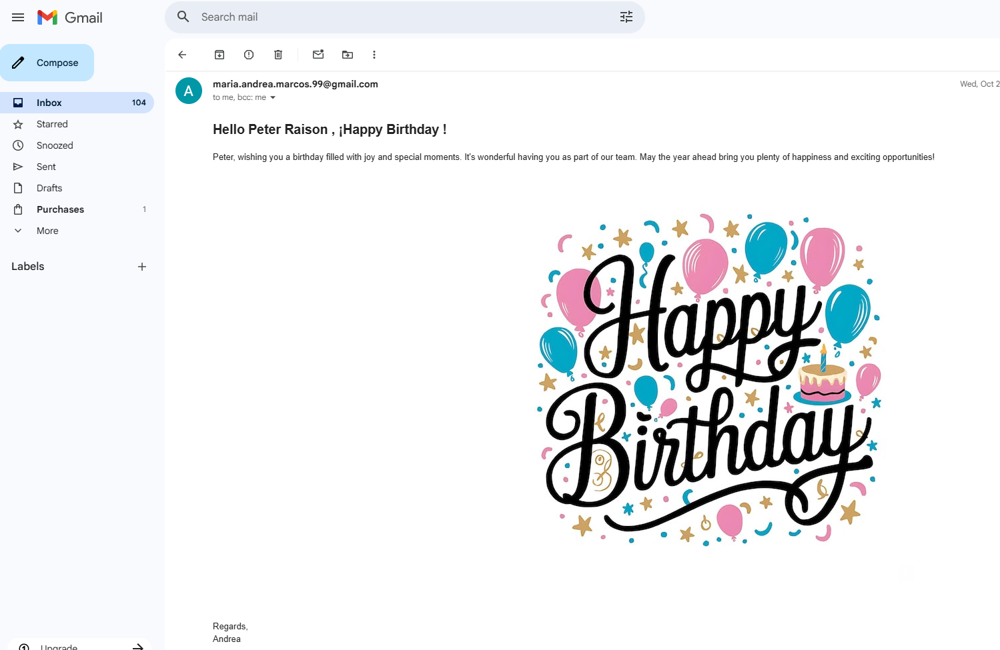 Gmail
Search mail
Compose
Inbox 104
Starred
Snoozed
Sent
Drafts
Purchases 1
More
Labels
Upgrade
A
maria.andrea.marcos.99@gmail.com
Wed, Oct 2
to me, bcc: me
Hello Peter Raison , ¡Happy Birthday !
Peter, wishing you a birthday filled with joy and special moments. It's wonderful having you as part of our team. May the year ahead bring you plenty of happiness and exciting opportunities!
Happy
Birthday
Regards,
Andrea